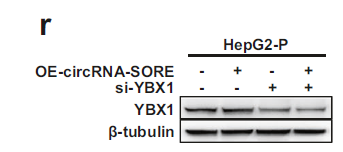 r
HepG2-P
OE-circRNA-SORE - + - +
si-YBX1 - - + +
YBX1
β-tubulin